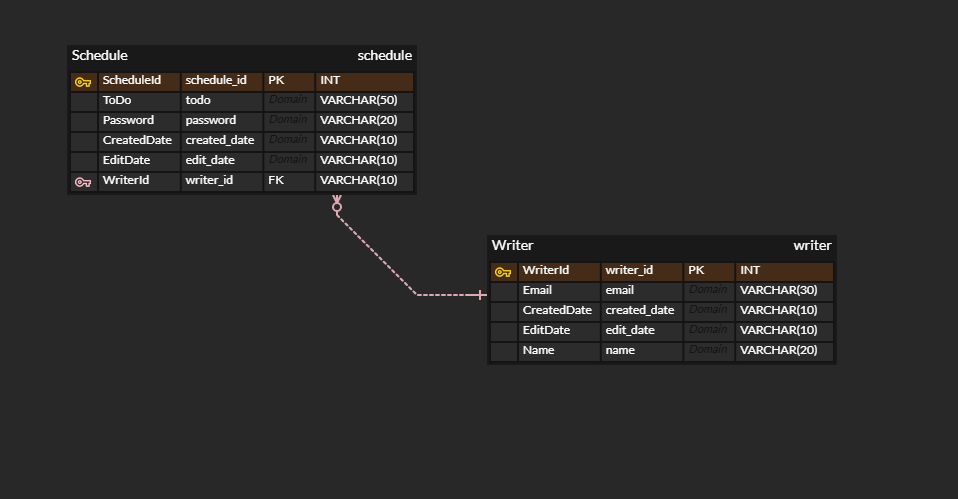 Schedule schedule
ScheduleId schedule_id PK INT
ToDo todo Domain VARCHAR(50)
Password password Domain VARCHAR(20)
CreatedDate created_date Domain VARCHAR(10)
EditDate edit_date Domain VARCHAR(10)
WriterId writer_id FK VARCHAR(10)
Writer writer
WriterId writer_id PK INT
Email email Domain VARCHAR(30)
CreatedDate created_date Domain VARCHAR(10)
EditDate edit_date Domain VARCHAR(10)
Name name Domain VARCHAR(20)